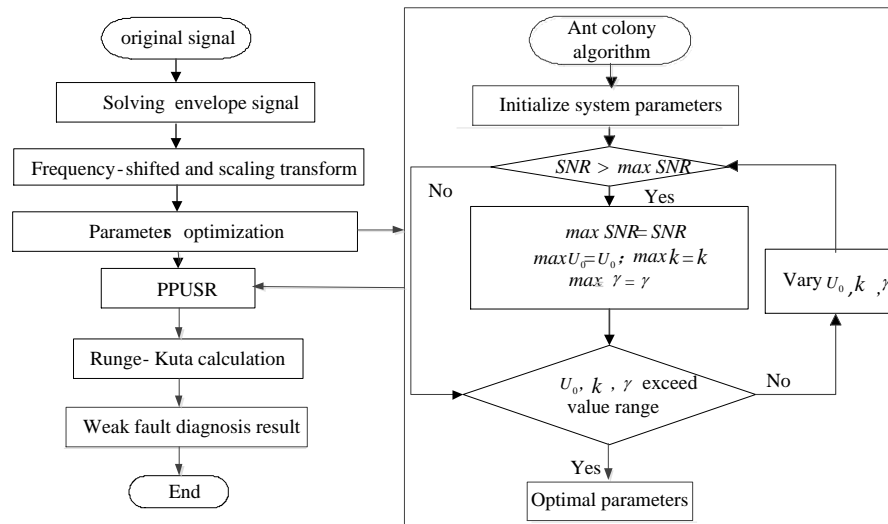 original signal
Solving envelope signal
Frequency-shifted and scaling transform
Parameters optimization
PPUSR
Runge- Kuta calculation
Weak fault diagnosis result
End
Ant colony
algorithm
Initialize system parameters
SNR > max SNR
No
Yes
max SNR=SNR
maxU₀=U₀; maxk=k
max γ=γ
Vary U₀,k ,γ
U₀, k , γ exceed
value range
No
Yes
Optimal parameters